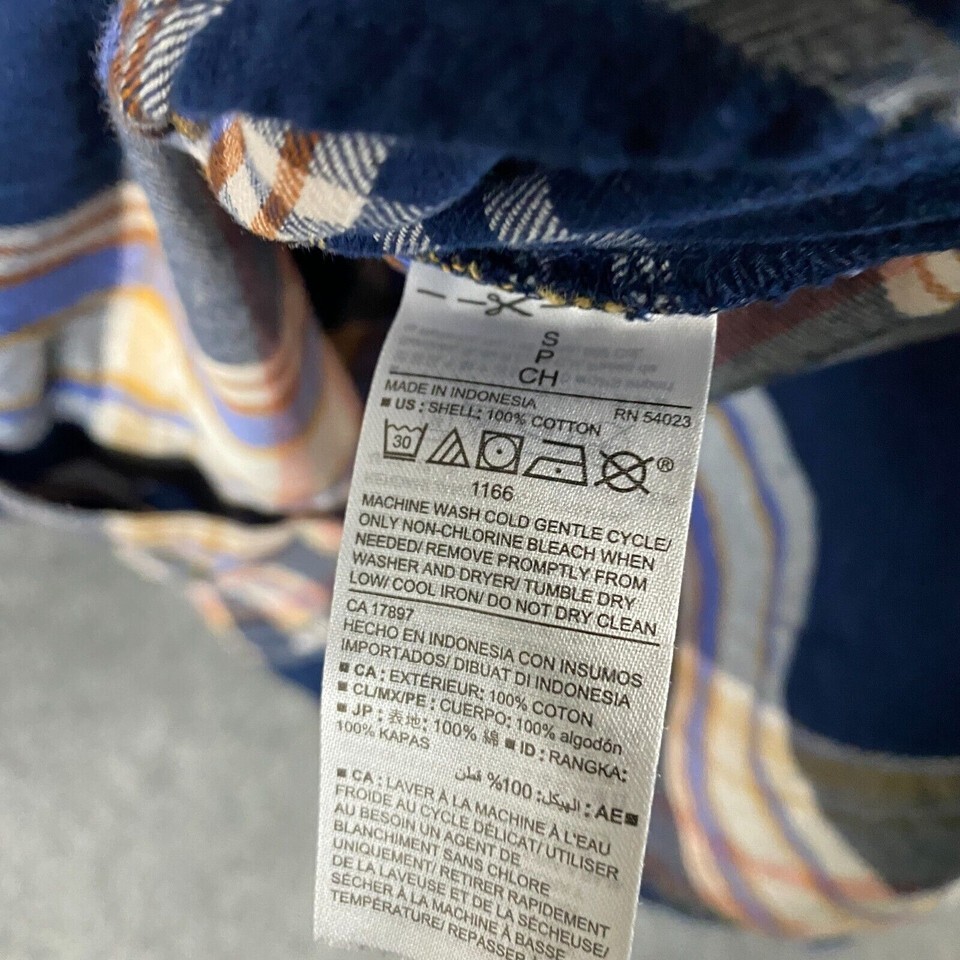 S
P
CH
MADE IN INDONESIA
RN 54023
■ US : SHELL: 100% COTTON
30
®
1166
MACHINE WASH COLD GENTLE CYCLE/
ONLY NON-CHLORINE BLEACH WHEN
NEEDED/ REMOVE PROMPTLY FROM
WASHER AND DRYER/ TUMBLE DRY
LOW/ COOL IRON/ DO NOT DRY CLEAN
CA 17897
HECHO EN INDONESIA CON INSUMOS
IMPORTADOS/ DIBUAT DI INDONESIA
■ CA : EXTÉRIEUR: 100% COTON
■ CL/MX/PE : CUERPO: 100% algodón
■ JP : 表地: 100% 綿 ■ ID : RANGKA:
100% KAPAS
■ AE : الهيكل: 100% قطن
■ CA : LAVER À LA MACHINE À L'EAU
FROIDE AU CYCLE DÉLICAT/ UTILISER
AU BESOIN UN AGENT DE
BLANCHIMENT SANS CHLORE
UNIQUEMENT/ RETIRER RAPIDEMENT
DE LA LAVEUSE ET DE LA SÉCHEUSE/
SÉCHER À LA MACHINE À BASSE
TEMPÉRATURE/ REPASSER À